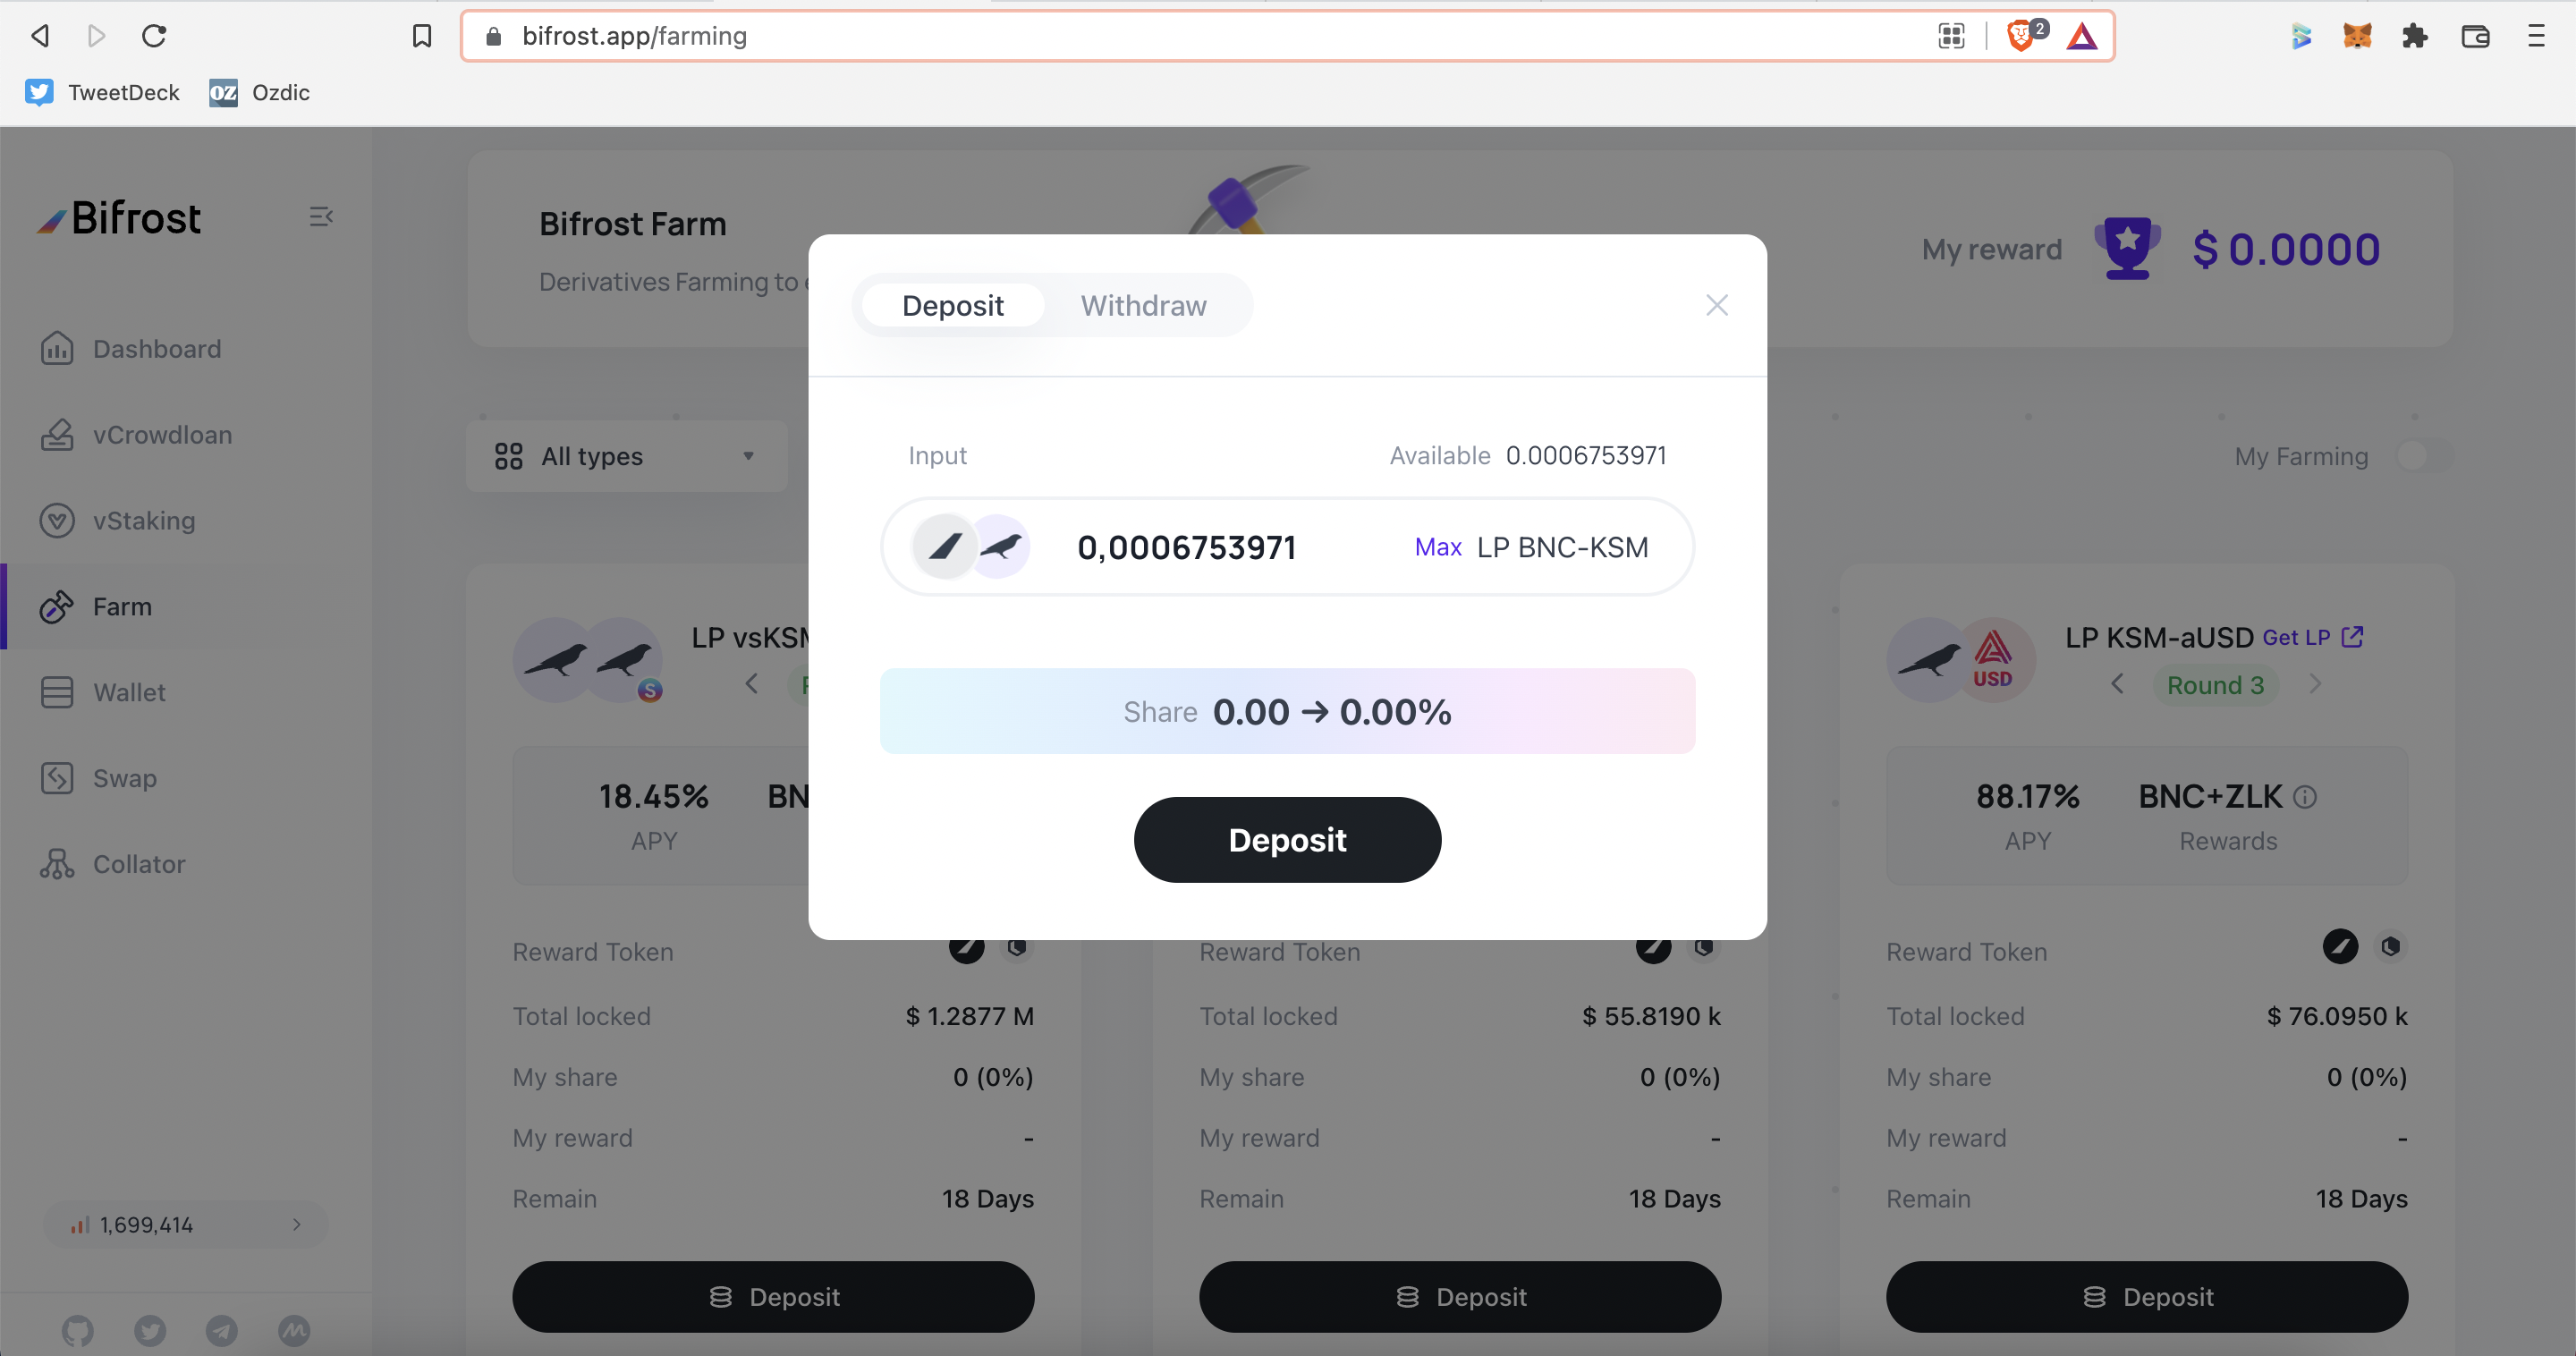 bifrost.app/farming
2
TweetDeck
OZ Ozdic
Bifrost
Dashboard
vCrowdloan
vStaking
Farm
Wallet
Swap
Collator
1,699,414
Bifrost Farm
Derivatives Farming to
My reward $ 0.0000
All types
My Farming
Deposit
Withdraw
Input
Available 0.0006753971
0,0006753971
Max LP BNC-KSM
Share 0.00 → 0.00%
Deposit
S
18.45%
APY
Reward Token
Total locked $ 1.2877 M
My share 0 (0%)
My reward -
Remain 18 Days
Deposit
Reward Token
Total locked $ 55.8190 k
My share 0 (0%)
My reward -
Remain 18 Days
Deposit
USD
LP KSM-aUSD Get LP
Round 3
88.17%
APY
BNC+ZLK
Rewards
Reward Token
Total locked $ 76.0950 k
My share 0 (0%)
My reward -
Remain 18 Days
Deposit